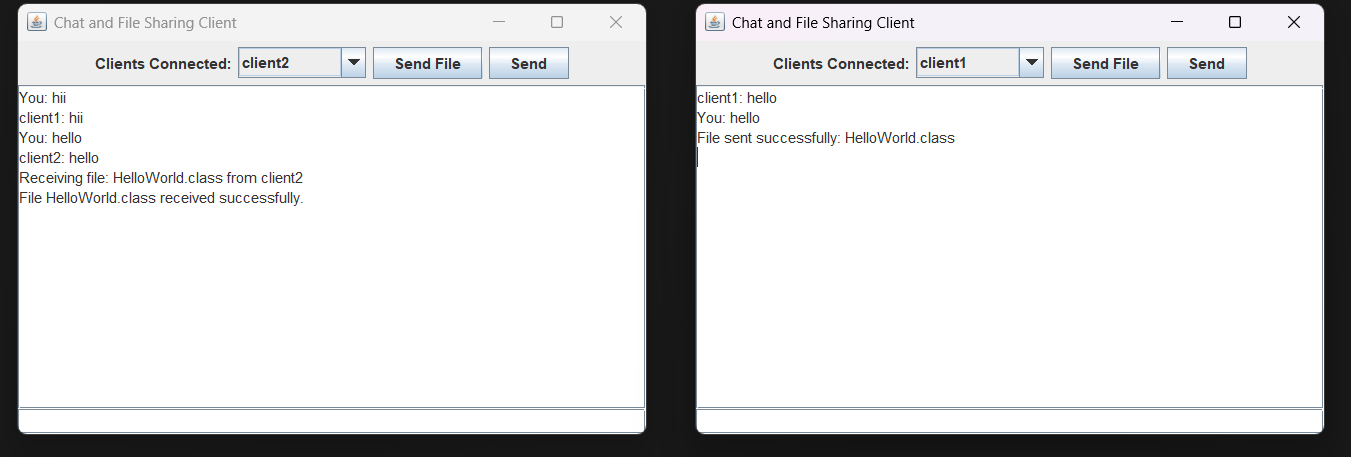 Chat and File Sharing Client
Clients Connected: client2 Send File Send
You: hii
client1: hii
You: hello
client2: hello
Receiving file: HelloWorld.class from client2
File HelloWorld.class received successfully.
Chat and File Sharing Client
Clients Connected: client1 Send File Send
client1: hello
You: hello
File sent successfully: HelloWorld.class